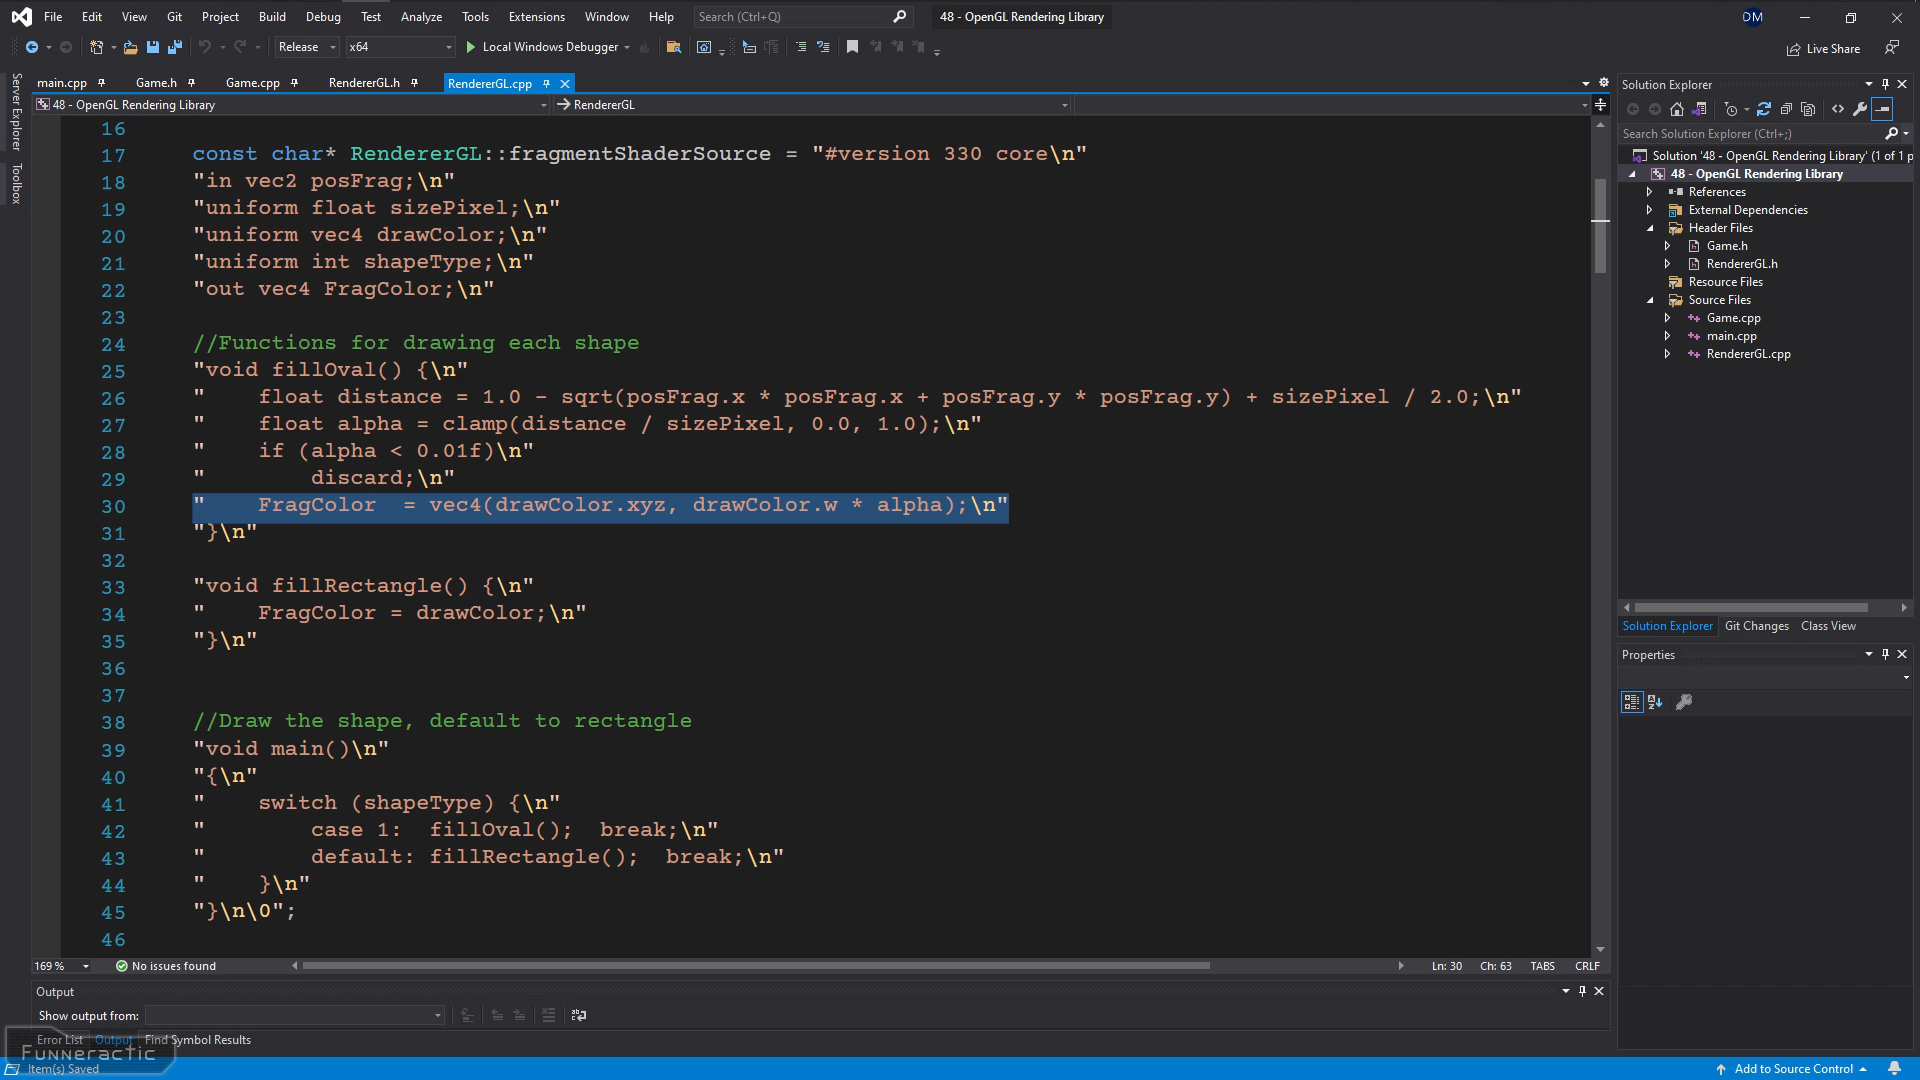 File Edit View Git Project Build Debug Test Analyze Tools Extensions Window Help Search (Ctrl+Q) 48 - OpenGL Rendering Library DM
Release x64 Local Windows Debugger Live Share
Server Explorer
Toolbox
main.cpp Game.h Game.cpp RendererGL.h RendererGL.cpp
48 - OpenGL Rendering Library RendererGL
16
17 const char* RendererGL::fragmentShaderSource = "#version 330 core\n"
18 "in vec2 posFrag;\n"
19 "uniform float sizePixel;\n"
20 "uniform vec4 drawColor;\n"
21 "uniform int shapeType;\n"
22 "out vec4 FragColor;\n"
23
24 //Functions for drawing each shape
25 "void fillOval() {\n"
26 "    float distance = 1.0 - sqrt(posFrag.x * posFrag.x + posFrag.y * posFrag.y) + sizePixel / 2.0;\n"
27 "    float alpha = clamp(distance / sizePixel, 0.0, 1.0);\n"
28 "    if (alpha < 0.01f)\n"
29 "        discard;\n"
30 "    FragColor  = vec4(drawColor.xyz, drawColor.w * alpha);\n"
31 "}\n"
32
33 "void fillRectangle() {\n"
34 "    FragColor = drawColor;\n"
35 "}\n"
36
37
38 //Draw the shape, default to rectangle
39 "void main()\n"
40 "{\n"
41 "    switch (shapeType) {\n"
42 "        case 1:  fillOval();  break;\n"
43 "        default: fillRectangle();  break;\n"
44 "    }\n"
45 "}\n\0";
46
169 % No issues found Ln: 30 Ch: 63 TABS CRLF
Output
Show output from:
Error List Output Find Symbol Results
Funneractic
Item(s) Saved Add to Source Control
Solution Explorer
Search Solution Explorer (Ctrl+;)
Solution '48 - OpenGL Rendering Library' (1 of 1 p
48 - OpenGL Rendering Library
References
External Dependencies
Header Files
Game.h
RendererGL.h
Resource Files
Source Files
Game.cpp
main.cpp
RendererGL.cpp
Solution Explorer Git Changes Class View
Properties